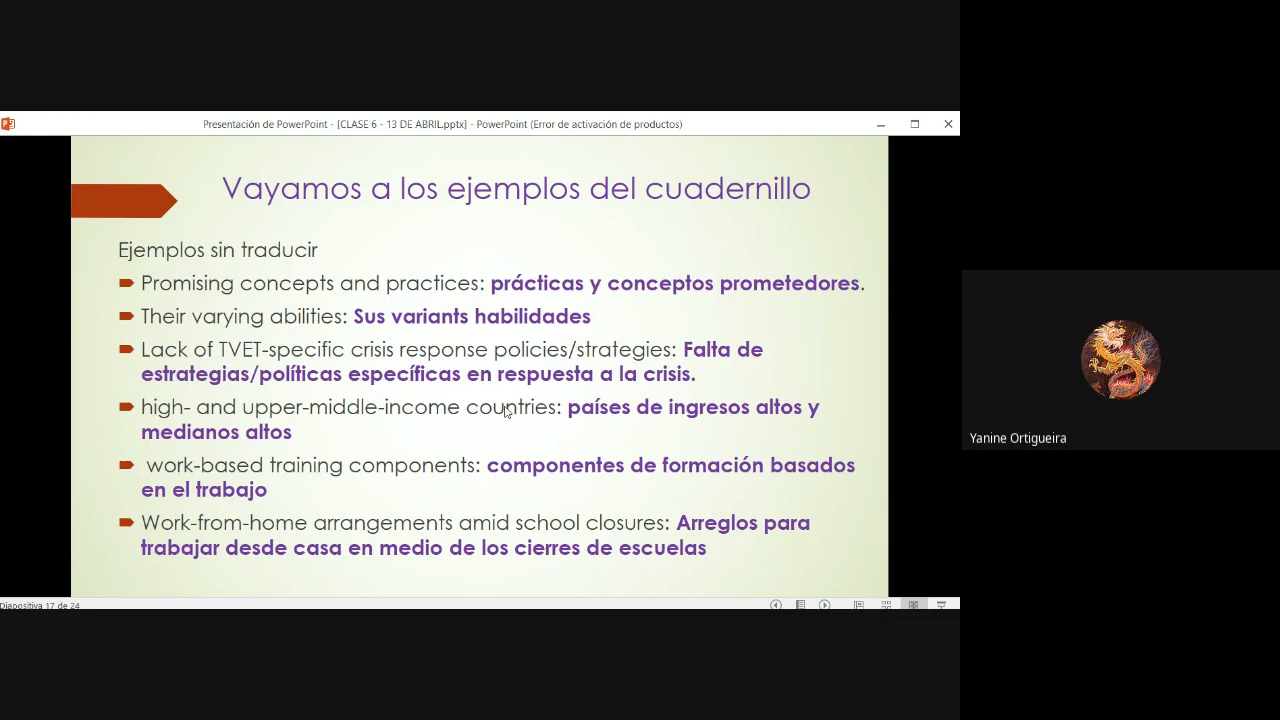 Presentación de PowerPoint - [CLASE 6 - 13 DE ABRIL.pptx] - PowerPoint (Error de activación de productos)
Vayamos a los ejemplos del cuadernillo
Ejemplos sin traducir
Promising concepts and practices: prácticas y conceptos prometedores.
Their varying abilities: Sus variants habilidades
Lack of TVET-specific crisis response policies/strategies: Falta de
estrategias/políticas específicas en respuesta a la crisis.
high- and upper-middle-income countries: países de ingresos altos y
medianos altos
work-based training components: componentes de formación basados
en el trabajo
Work-from-home arrangements amid school closures: Arreglos para
trabajar desde casa en medio de los cierres de escuelas
Diapositiva 17 de 24
Yanine Ortigueira